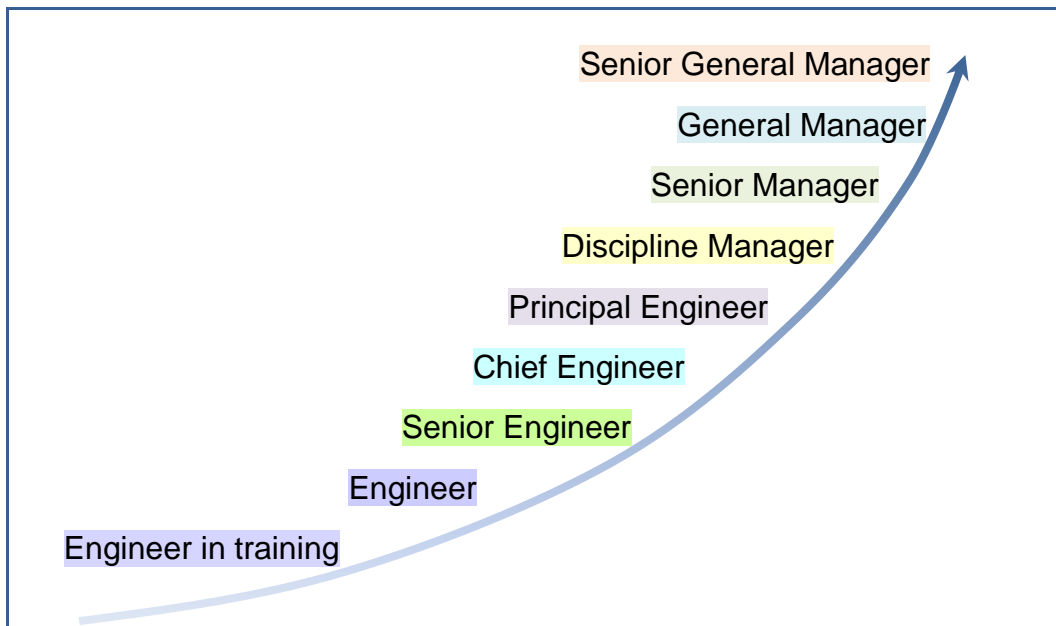 Senior General Manager
General Manager
Senior Manager
Discipline Manager
Principal Engineer
Chief Engineer
Senior Engineer
Engineer
Engineer in training